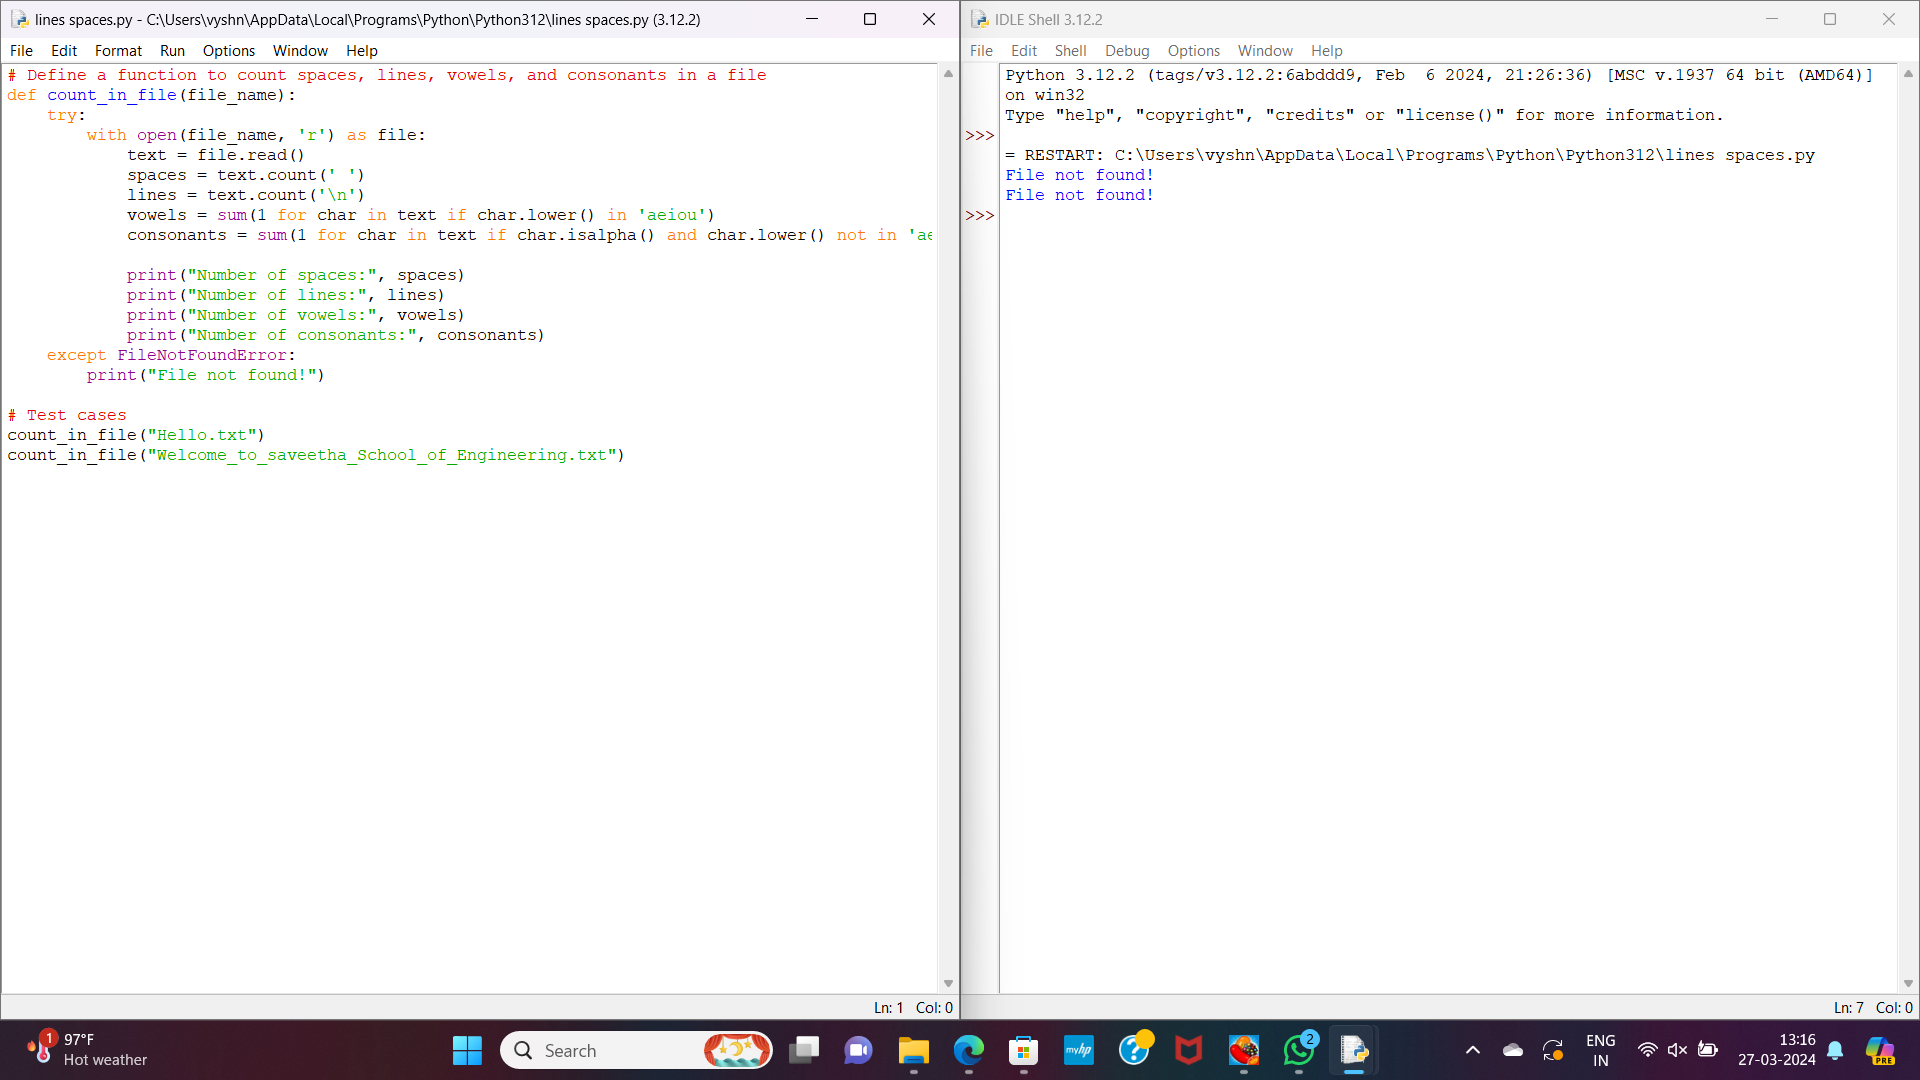 lines spaces.py - C:\Users\vyshn\AppData\Local\Programs\Python\Python312\lines spaces.py (3.12.2)
File Edit Format Run Options Window Help
# Define a function to count spaces, lines, vowels, and consonants in a file
def count_in_file(file_name):
    try:
        with open(file_name, 'r') as file:
            text = file.read()
            spaces = text.count(' ')
            lines = text.count('\n')
            vowels = sum(1 for char in text if char.lower() in 'aeiou')
            consonants = sum(1 for char in text if char.isalpha() and char.lower() not in 'ae
            print("Number of spaces:", spaces)
            print("Number of lines:", lines)
            print("Number of vowels:", vowels)
            print("Number of consonants:", consonants)
    except FileNotFoundError:
        print("File not found!")
# Test cases
count_in_file("Hello.txt")
count_in_file("Welcome_to_saveetha_School_of_Engineering.txt")
Ln: 1 Col: 0
IDLE Shell 3.12.2
File Edit Shell Debug Options Window Help
Python 3.12.2 (tags/v3.12.2:6abddd9, Feb  6 2024, 21:26:36) [MSC v.1937 64 bit (AMD64)]
on win32
Type "help", "copyright", "credits" or "license()" for more information.
>>>
= RESTART: C:\Users\vyshn\AppData\Local\Programs\Python\Python312\lines spaces.py
File not found!
File not found!
>>>
Ln: 7 Col: 0
1
97°F
Hot weather
Search
myhp
?
2
ENG
IN
13:16
27-03-2024
PRE